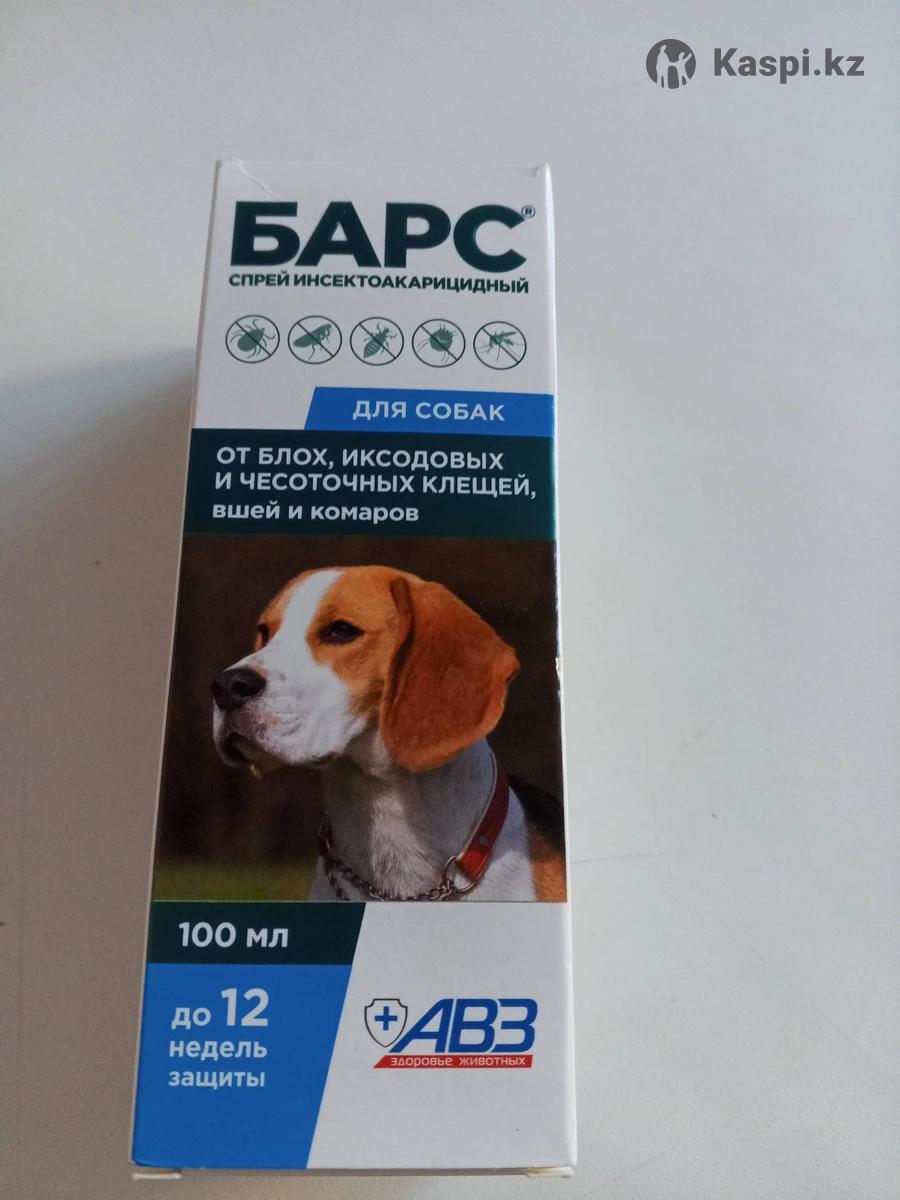 Kaspi.kz
БАРС®
СПРЕЙ ИНСЕКТОАКАРИЦИДНЫЙ
ДЛЯ СОБАК
ОТ БЛОХ, ИКСОДОВЫХ
И ЧЕСОТОЧНЫХ КЛЕЩЕЙ,
вшей и комаров
100 мл
до 12
недель
защиты
АВЗ
здоровье животных